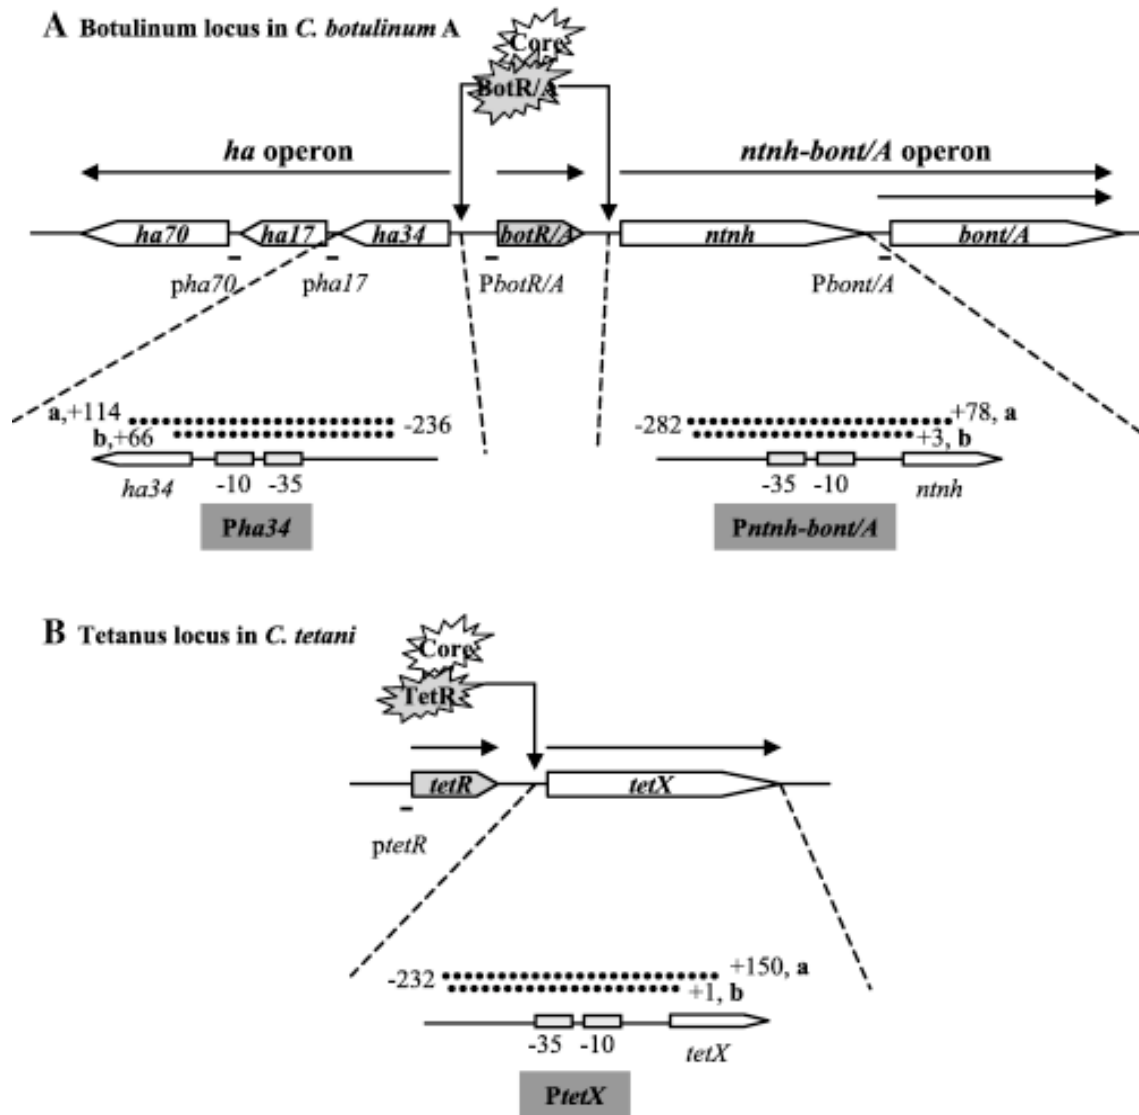 A Botulinum locus in C. botulinum A
Core
BotR/A
ha operon
ntnh-bont/A operon
ha70
ha17
ha34
botR/A
ntnh
bont/A
pha70
pha17
PbotR/A
Pbont/A
a,+114
-236
b,+66
-282
+78, a
+3, b
ha34
-10
-35
-35
-10
ntnh
Pha34
Pntnh-bont/A
B Tetanus locus in C. tetani
Core
TetR
tetR
tetX
ptetR
-232
+150, a
+1, b
-35
-10
tetX
PtetX